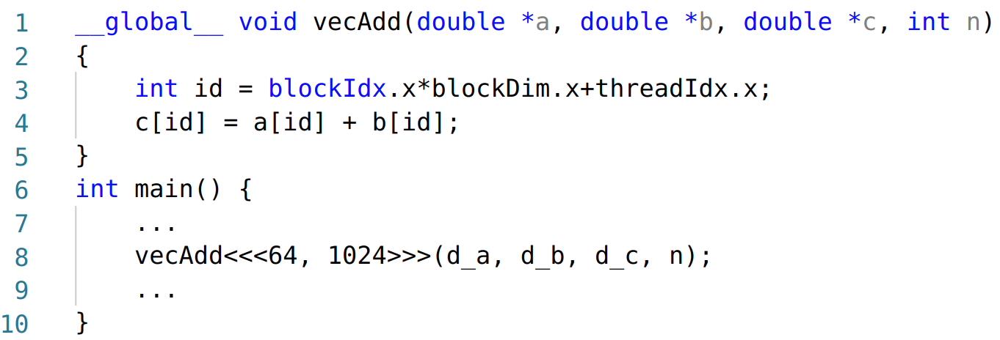 1 __global__ void vecAdd(double *a, double *b, double *c, int n)
2 {
3 int id = blockIdx.x*blockDim.x+threadIdx.x;
4 c[id] = a[id] + b[id];
5 }
6 int main() {
7 ...
8 vecAdd<<<64, 1024>>>(d_a, d_b, d_c, n);
9 ...
10 }